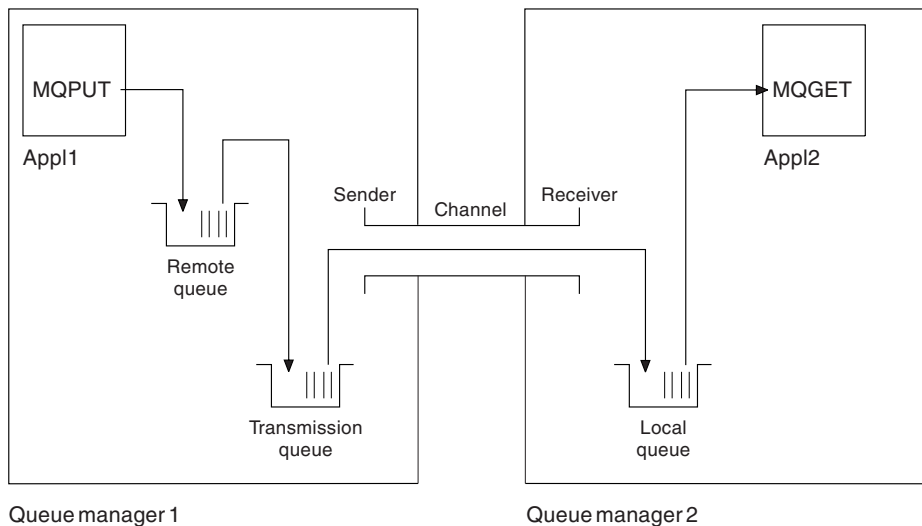 MQPUT
Appl1
Remote
queue
Transmission
queue
Sender
Channel
Receiver
MQGET
Appl2
Local
queue
Queue manager 1
Queue manager 2